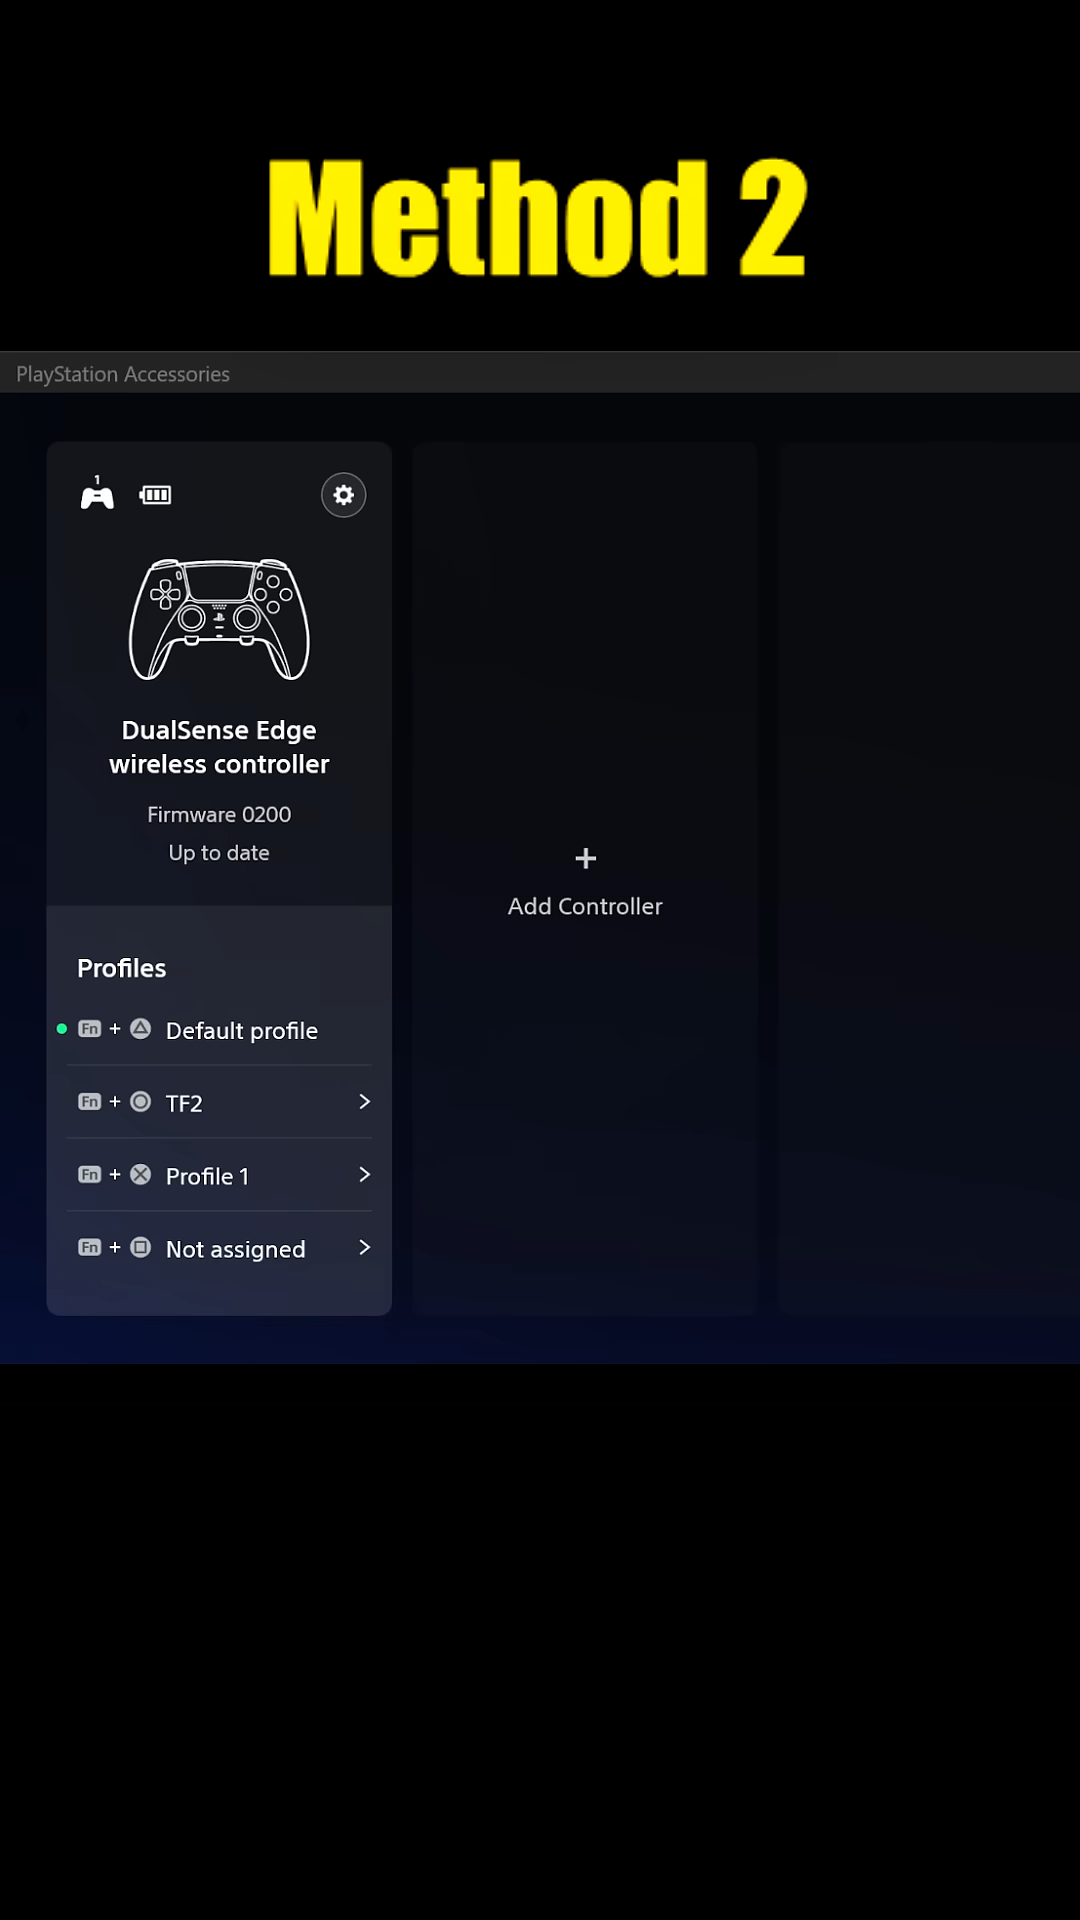 Method 2
PlayStation Accessories
1
DualSense Edge
wireless controller
Firmware 0200
Up to date
+
Add Controller
Profiles
Fn + Default profile
Fn + TF2
Fn + Profile 1
Fn + Not assigned